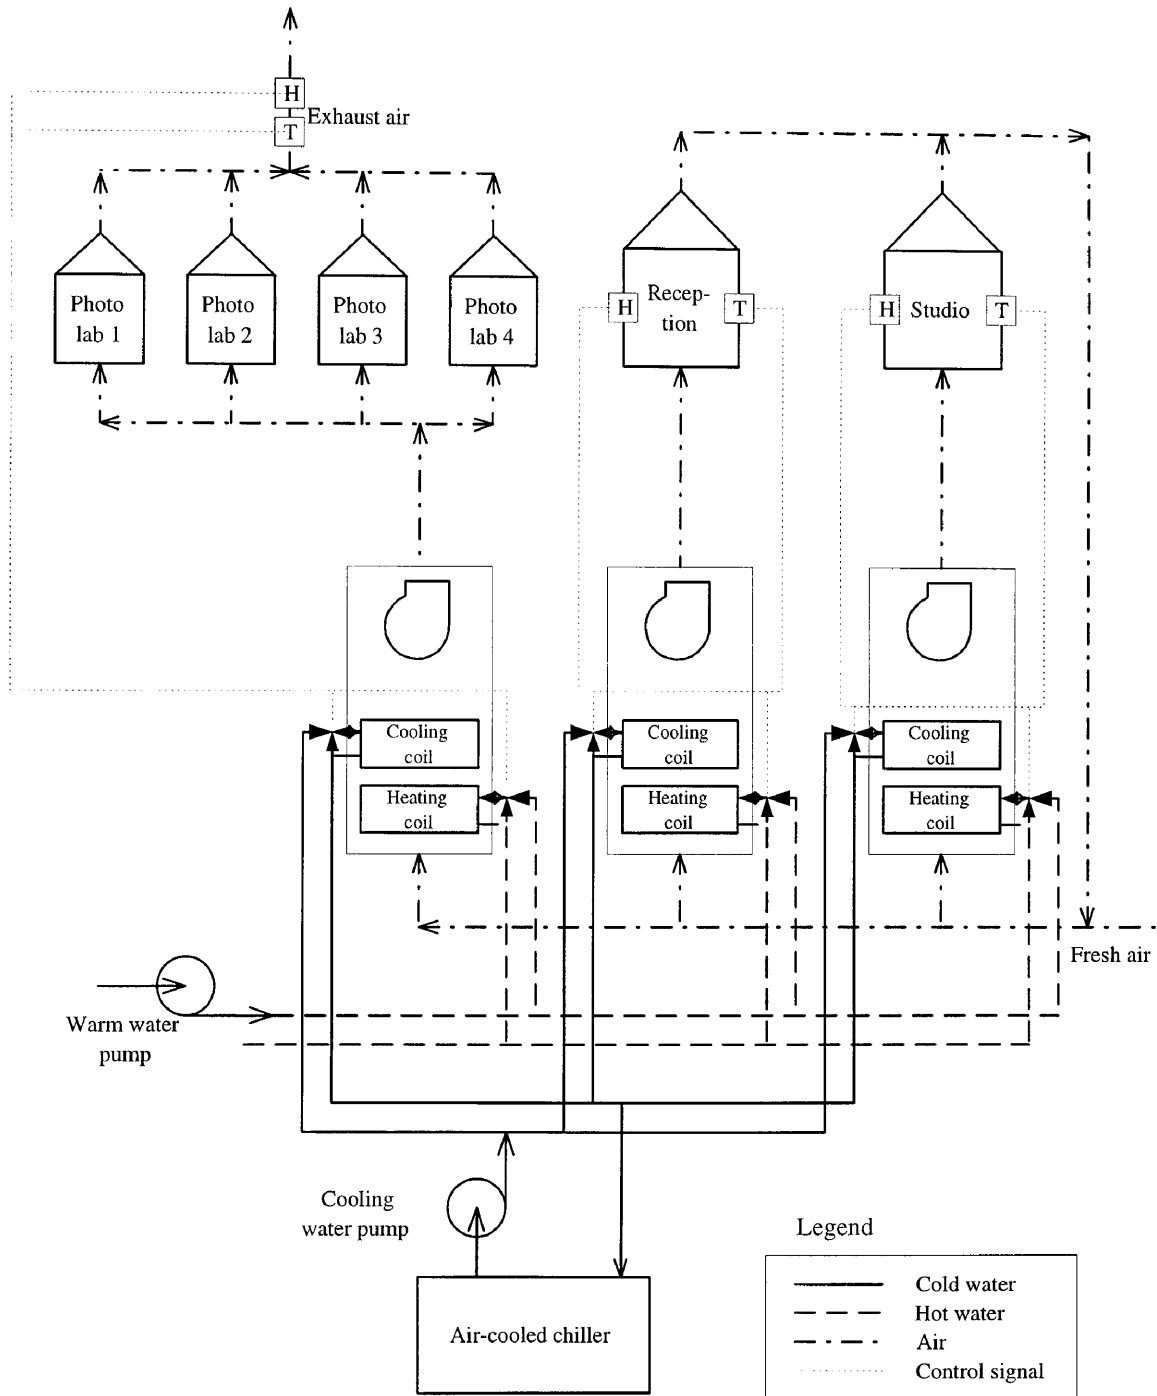 H
Exhaust air
T
Photo
lab 1
Photo
lab 2
Photo
lab 3
Photo
lab 4
H
Recep-
tion
T
H
Studio
T
Cooling
coil
Heating
coil
Cooling
coil
Heating
coil
Cooling
coil
Heating
coil
Fresh air
Warm water
pump
Cooling
water pump
Air-cooled chiller
Legend
Cold water
Hot water
Air
Control signal